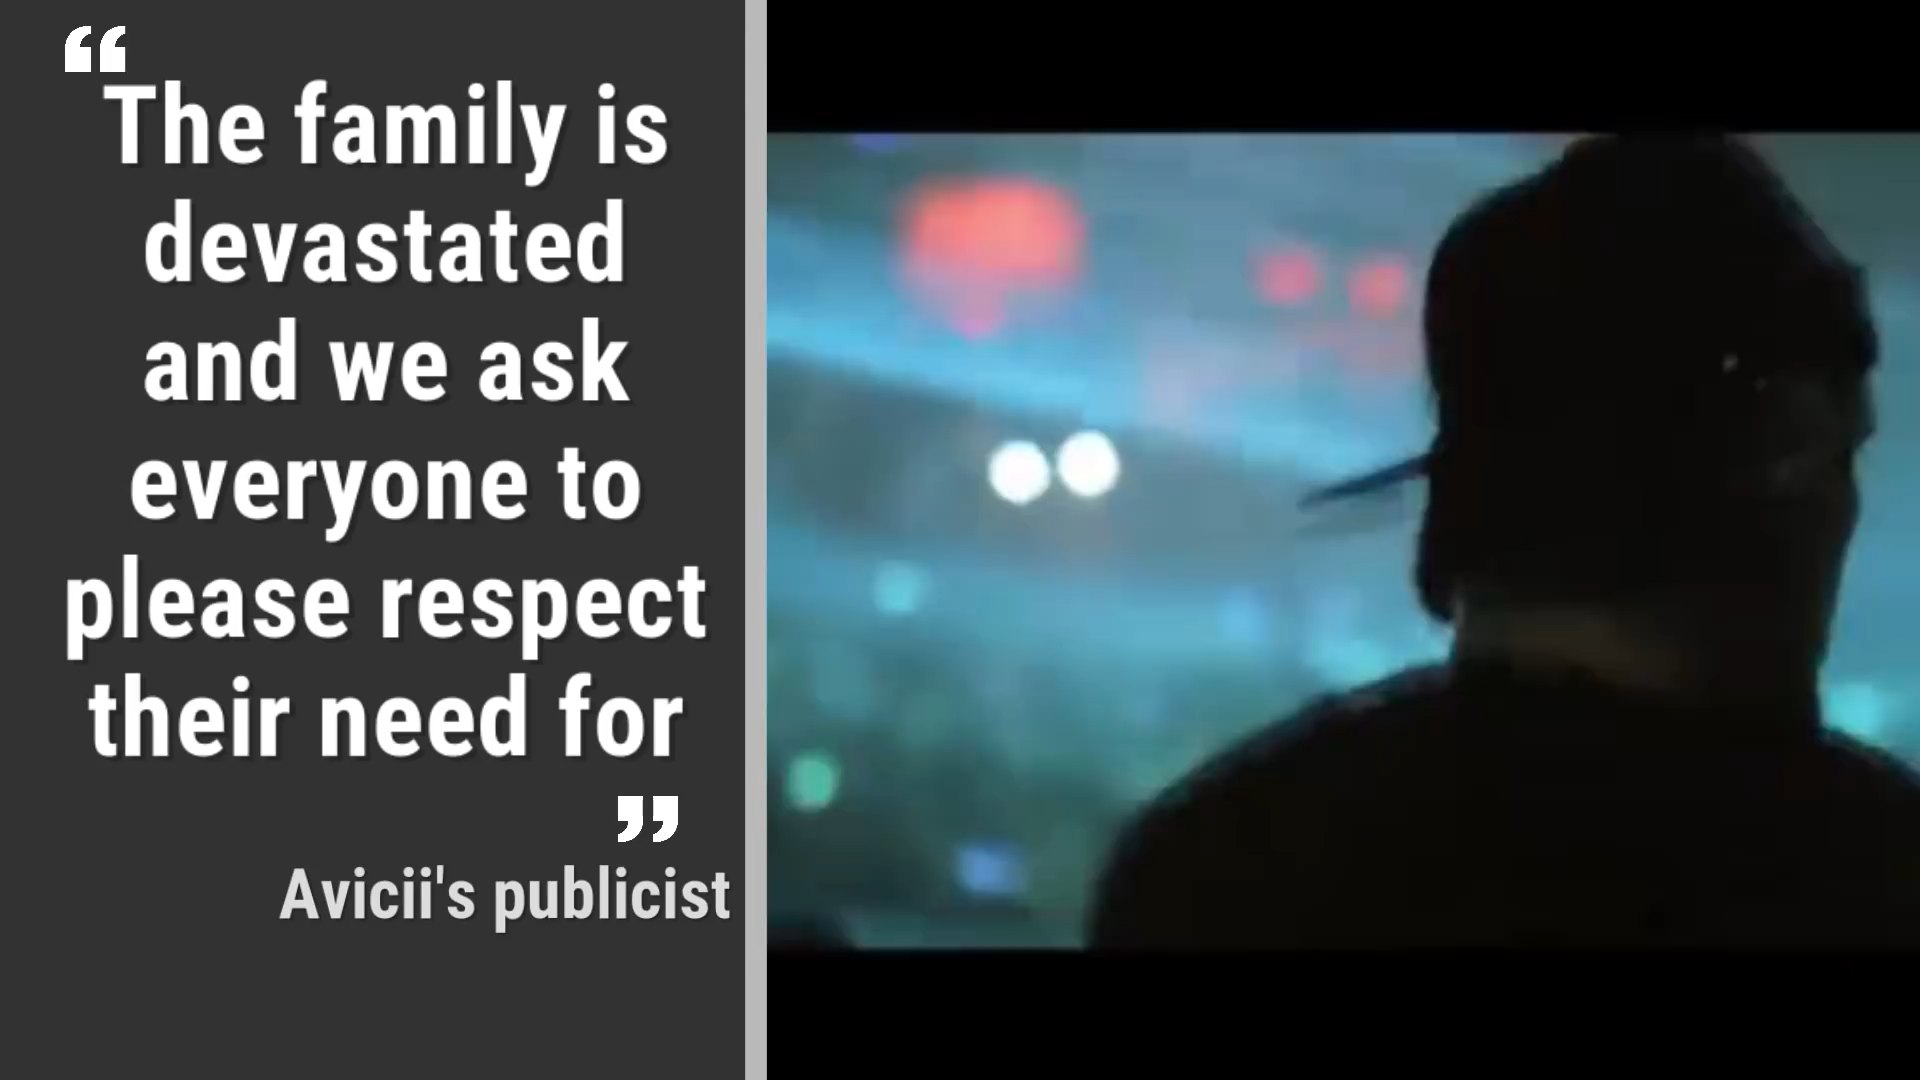 “
The family is
devastated
and we ask
everyone to
please respect
their need for
”
Avicii's publicist